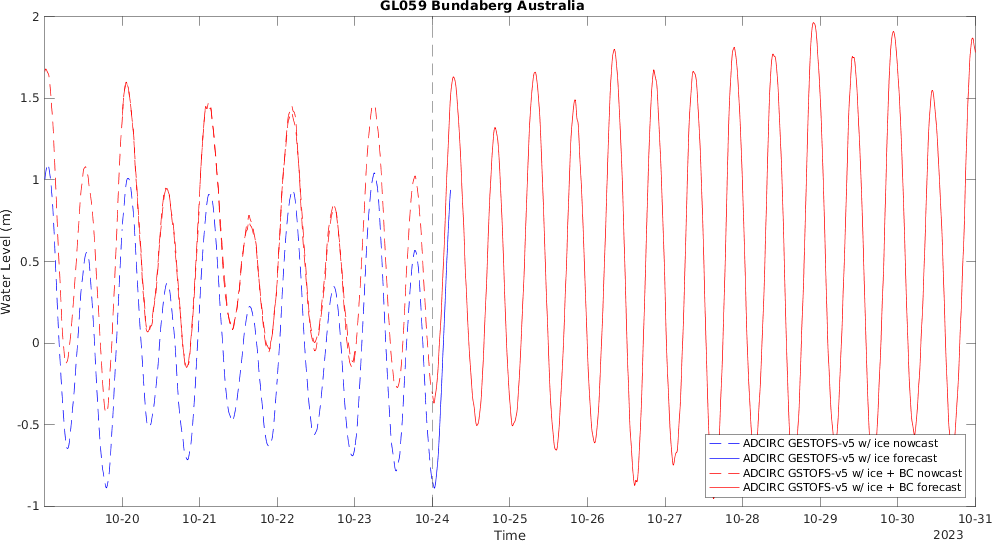 GL059 Bundaberg Australia
2
1.5
1
0.5
0
-0.5
-1
Water Level (m)
ADCIRC GESTOFS-v5 w/ ice nowcast
ADCIRC GESTOFS-v5 w/ ice forecast
ADCIRC GSTOFS-v5 w/ ice + BC nowcast
ADCIRC GSTOFS-v5 w/ ice + BC forecast
10-20 10-21 10-22 10-23 10-24 10-25 10-26 10-27 10-28 10-29 10-30 10-31
Time
2023